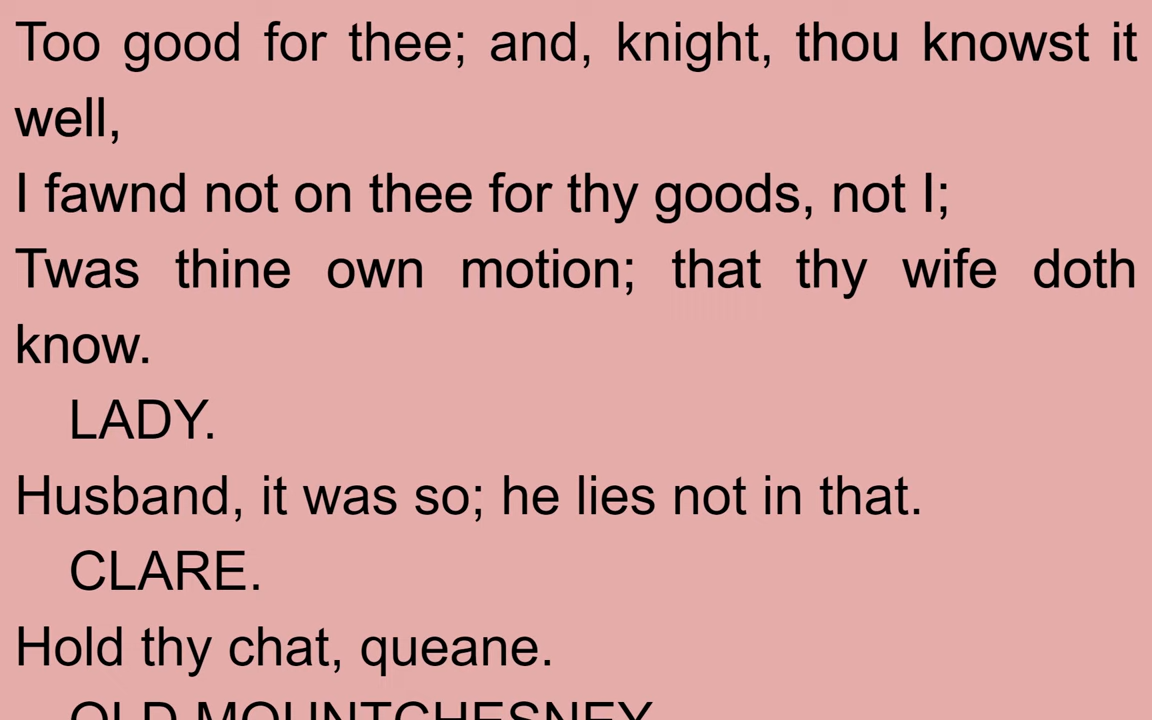 Too good for thee; and, knight, thou knowst it
well,
I fawnd not on thee for thy goods, not I;
Twas thine own motion; that thy wife doth
know.
LADY.
Husband, it was so; he lies not in that.
CLARE.
Hold thy chat, queane.
OLD MOUNTCHESNEY.